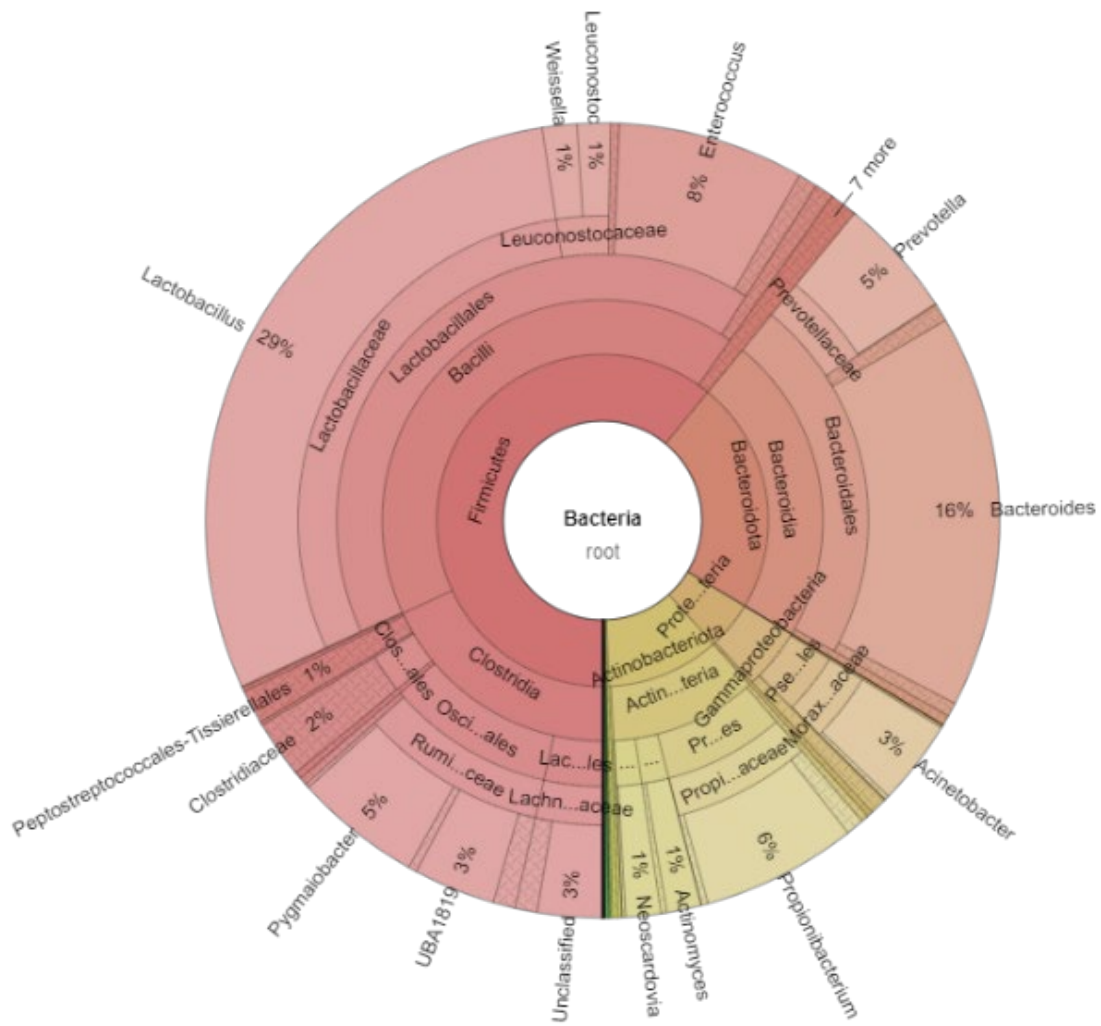 Leuconostoc
Weissella
Enterococcus
1%
1%
8%
7 more
Prevotella
5%
Leuconostocaceae
Prevotellaceae
Lactobacillus
29%
Lactobacillaceae
Lactobacillales
Bacilli
Firmicutes
Bacteroidota
Bacteroidia
Bacteroidales
16%
Bacteroides
Bacteria
root
Prote...teria
Actinobacteriota
Gammaproteobacteria
Pse...les
Morax...aceae
3%
Acinetobacter
Actin...teria
Pr...es
Propi...aceae
...
...
6%
Propionibacterium
1%
Actinomyces
1%
Neoscardovia
Clostridia
Clos...ales
Osci...ales
Lac...les
Rumi...ceae
Lachn...aceae
1%
Peptostreptococcales-Tissierellales
2%
Clostridiaceae
5%
Pygmaiobacter
3%
UBA1819
3%
Unclassified